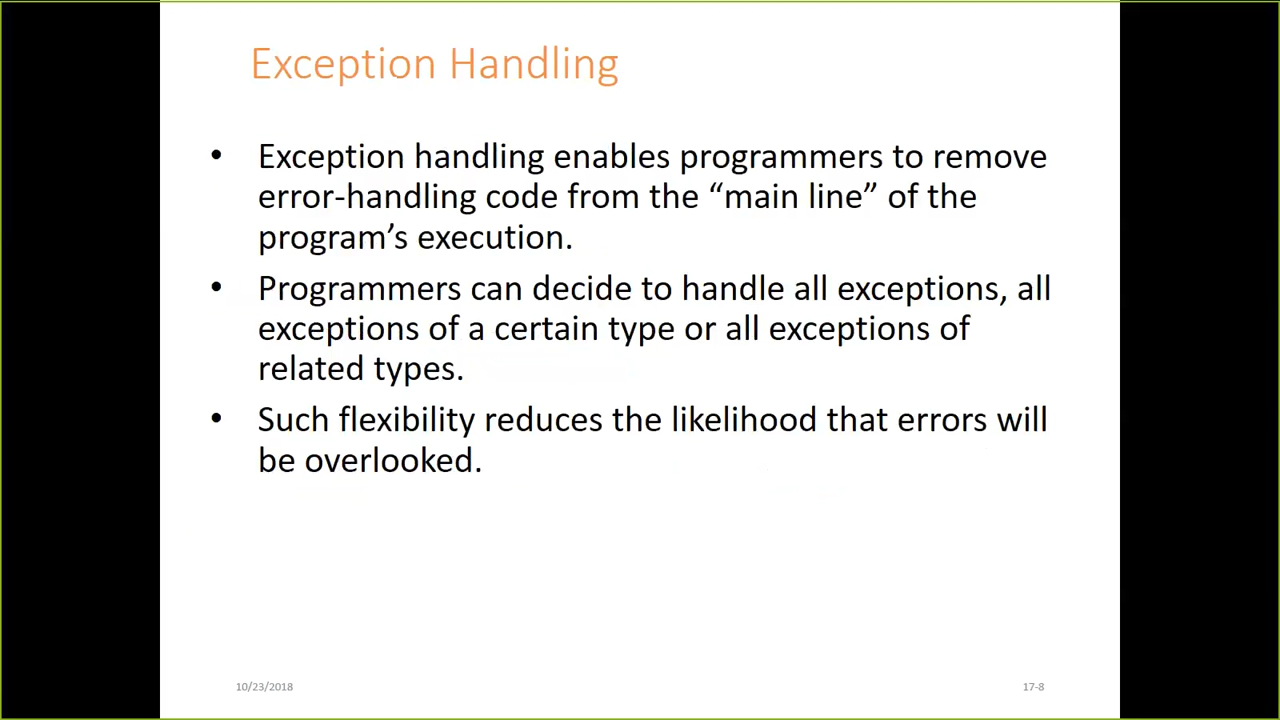 Exception Handling
• Exception handling enables programmers to remove
error-handling code from the “main line” of the
program’s execution.
• Programmers can decide to handle all exceptions, all
exceptions of a certain type or all exceptions of
related types.
• Such flexibility reduces the likelihood that errors will
be overlooked.
10/23/2018
17-8